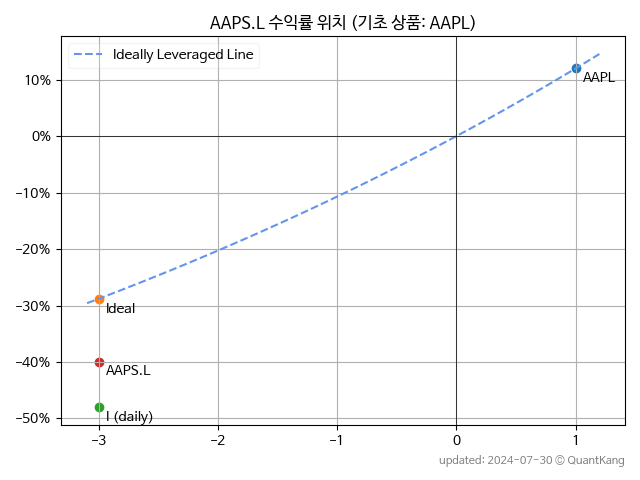 AAPS.L 수익률 위치 (기초 상품: AAPL)
Ideally Leveraged Line
10%
0%
−10%
−20%
−30%
−40%
−50%
AAPL
Ideal
AAPS.L
I (daily)
−3
−2
−1
0
1
updated: 2024-07-30 © QuantKang